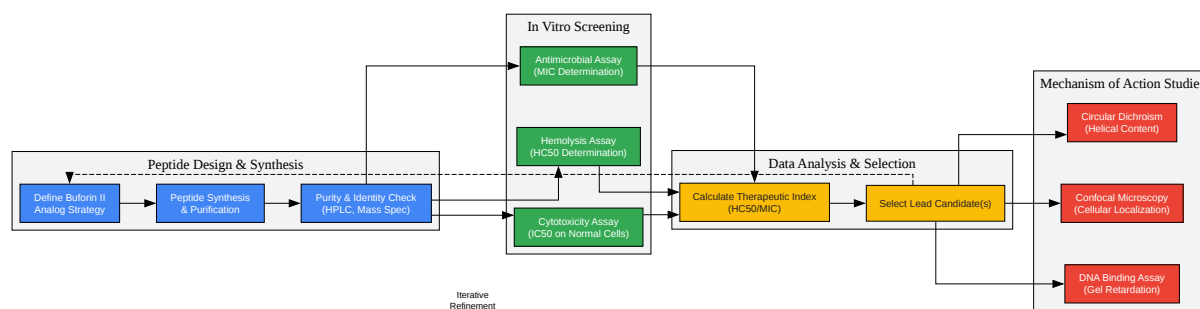 In Vitro Screening
Antimicrobial Assay
(MIC Determination)
Hemolysis Assay
(HC50 Determination)
Cytotoxicity Assay
(IC50 on Normal Cells)
Peptide Design & Synthesis
Define Buforin II
Analog Strategy
Peptide Synthesis
& Purification
Purity & Identity Check
(HPLC, Mass Spec)
Data Analysis & Selection
Calculate Therapeutic Index
(HC50/MIC)
Select Lead Candidate(s)
Mechanism of Action Studies
Circular Dichroism
(Helical Content)
Confocal Microscopy
(Cellular Localization)
DNA Binding Assay
(Gel Retardation)
Iterative
Refinement